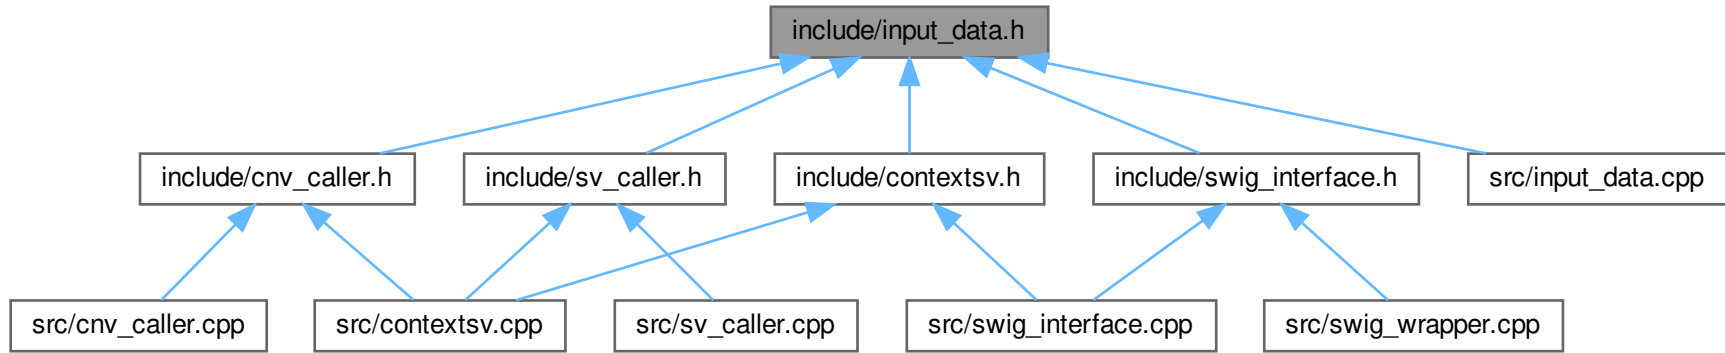 include/input_data.h
include/cnv_caller.h
include/sv_caller.h
include/contextsv.h
include/swig_interface.h
src/input_data.cpp
src/cnv_caller.cpp
src/contextsv.cpp
src/sv_caller.cpp
src/swig_interface.cpp
src/swig_wrapper.cpp